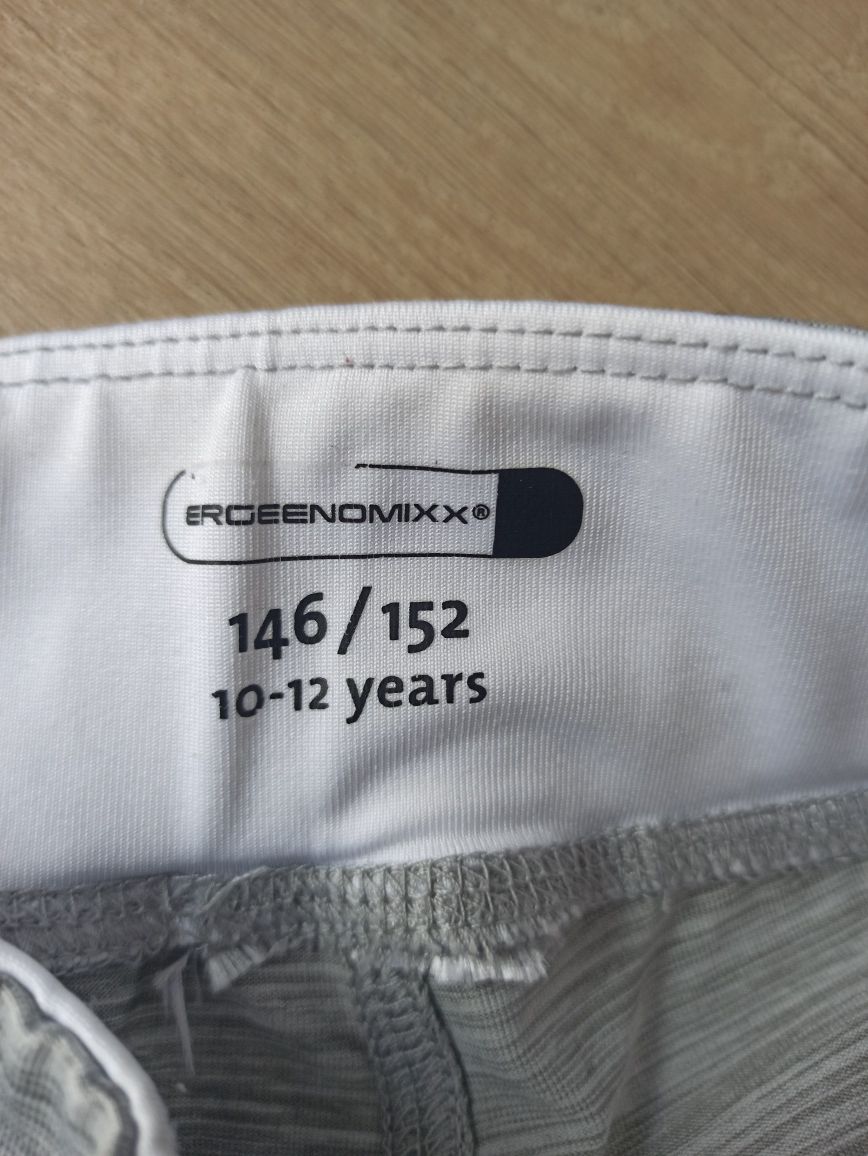 ERGEENOMIXX®
146/152
10-12 years